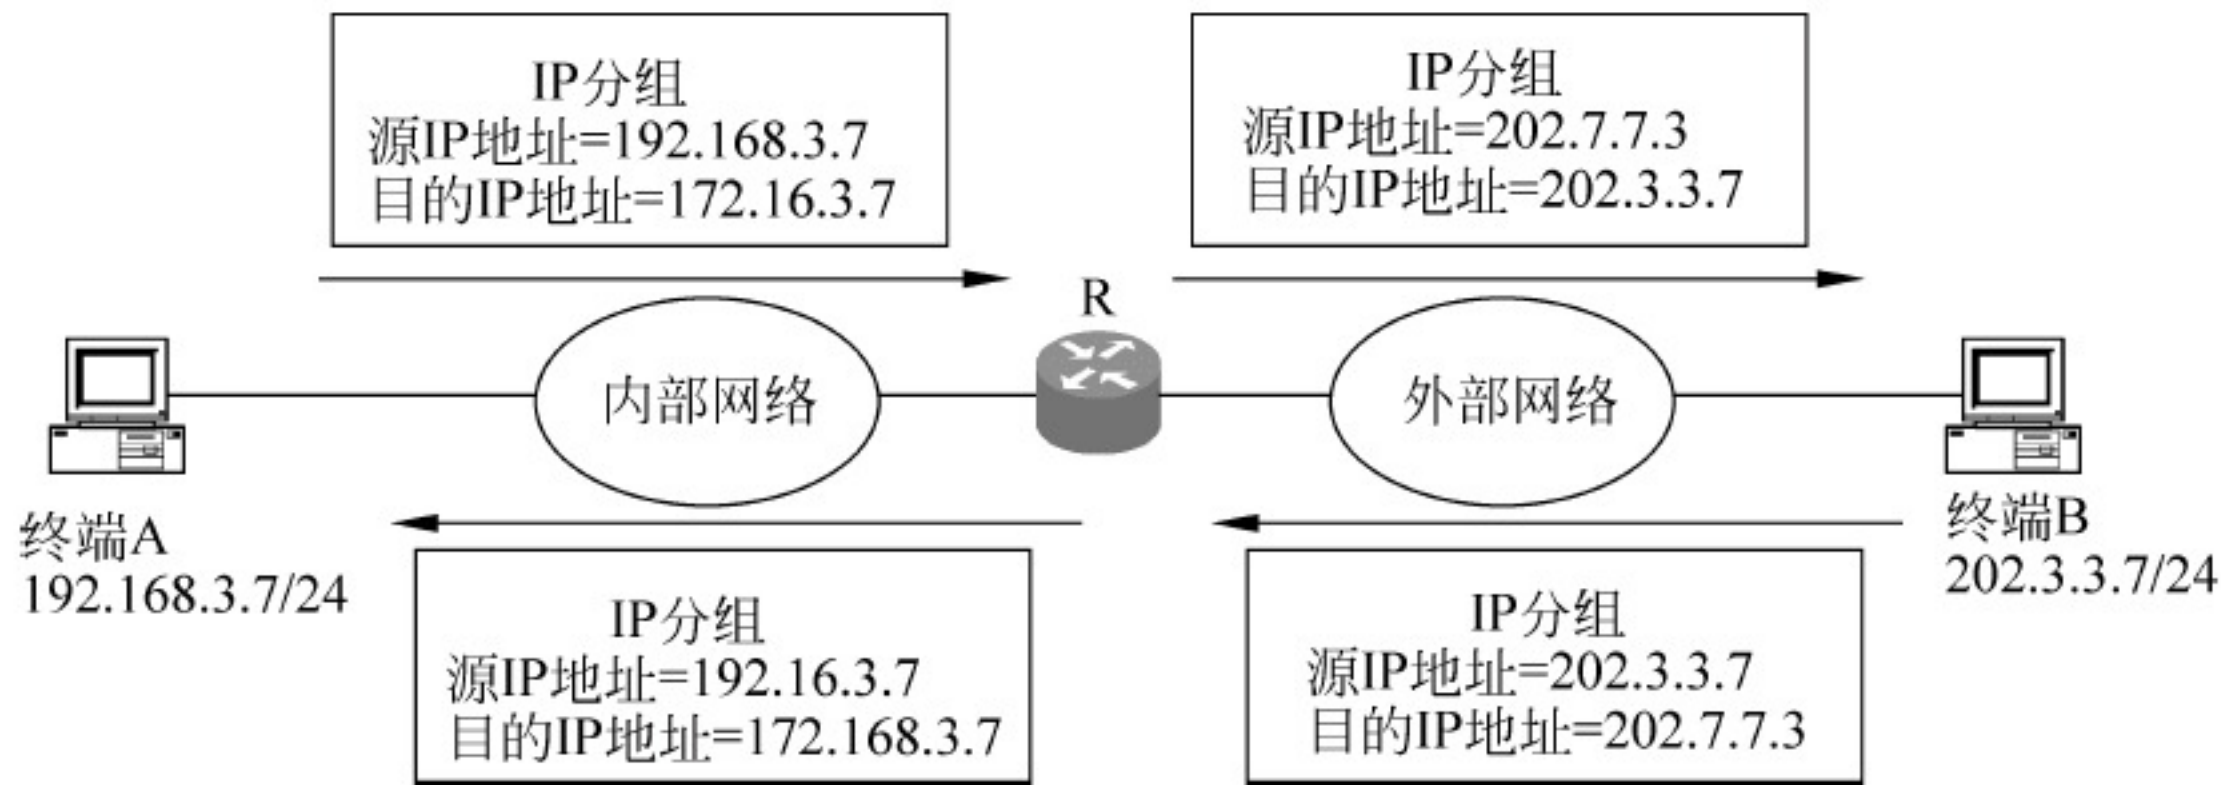 IP分组
源IP地址=192.168.3.7
目的IP地址=172.16.3.7
IP分组
源IP地址=202.7.7.3
目的IP地址=202.3.3.7
R
内部网络
外部网络
终端A
192.168.3.7/24
终端B
202.3.3.7/24
IP分组
源IP地址=192.16.3.7
目的IP地址=172.168.3.7
IP分组
源IP地址=202.3.3.7
目的IP地址=202.7.7.3